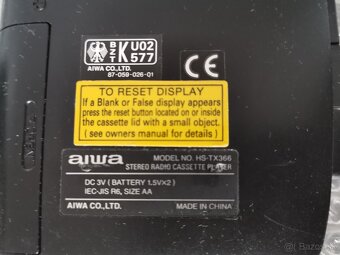 BZT K U02 577
AIWA CO.,LTD.
87-059-026-01
CE
TO RESET DISPLAY
If a Blank or False display appears
press the reset button located on or inside
the cassette lid with a small object.
( see owners manual for details )
aiwa MODEL NO. HS-TX366
STEREO RADIO CASSETTE PLAYER
DC 3V ( BATTERY 1.5V×2 )
IEC·JIS R6, SIZE AA
AIWA CO.,LTD. MADE IN CHINA